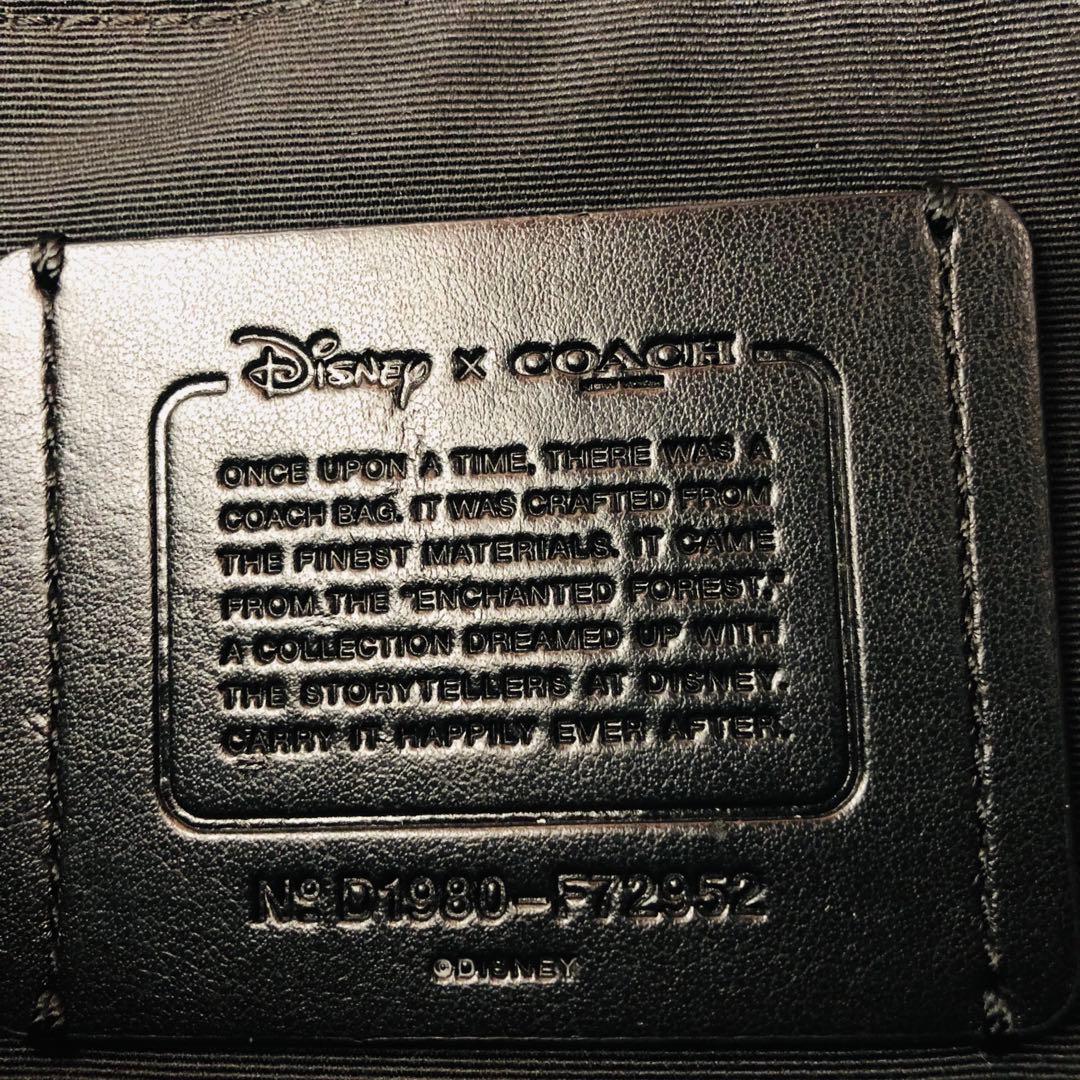 Disney x COACH
NEW YORK
ONCE UPON A TIME, THERE WAS A
COACH BAG. IT WAS CRAFTED FROM
THE FINEST MATERIALS. IT CAME
FROM THE "ENCHANTED FOREST,"
A COLLECTION DREAMED UP WITH
THE STORYTELLERS AT DISNEY.
CARRY IT HAPPILY EVER AFTER.
Nº D1980-F72952
©DISNEY